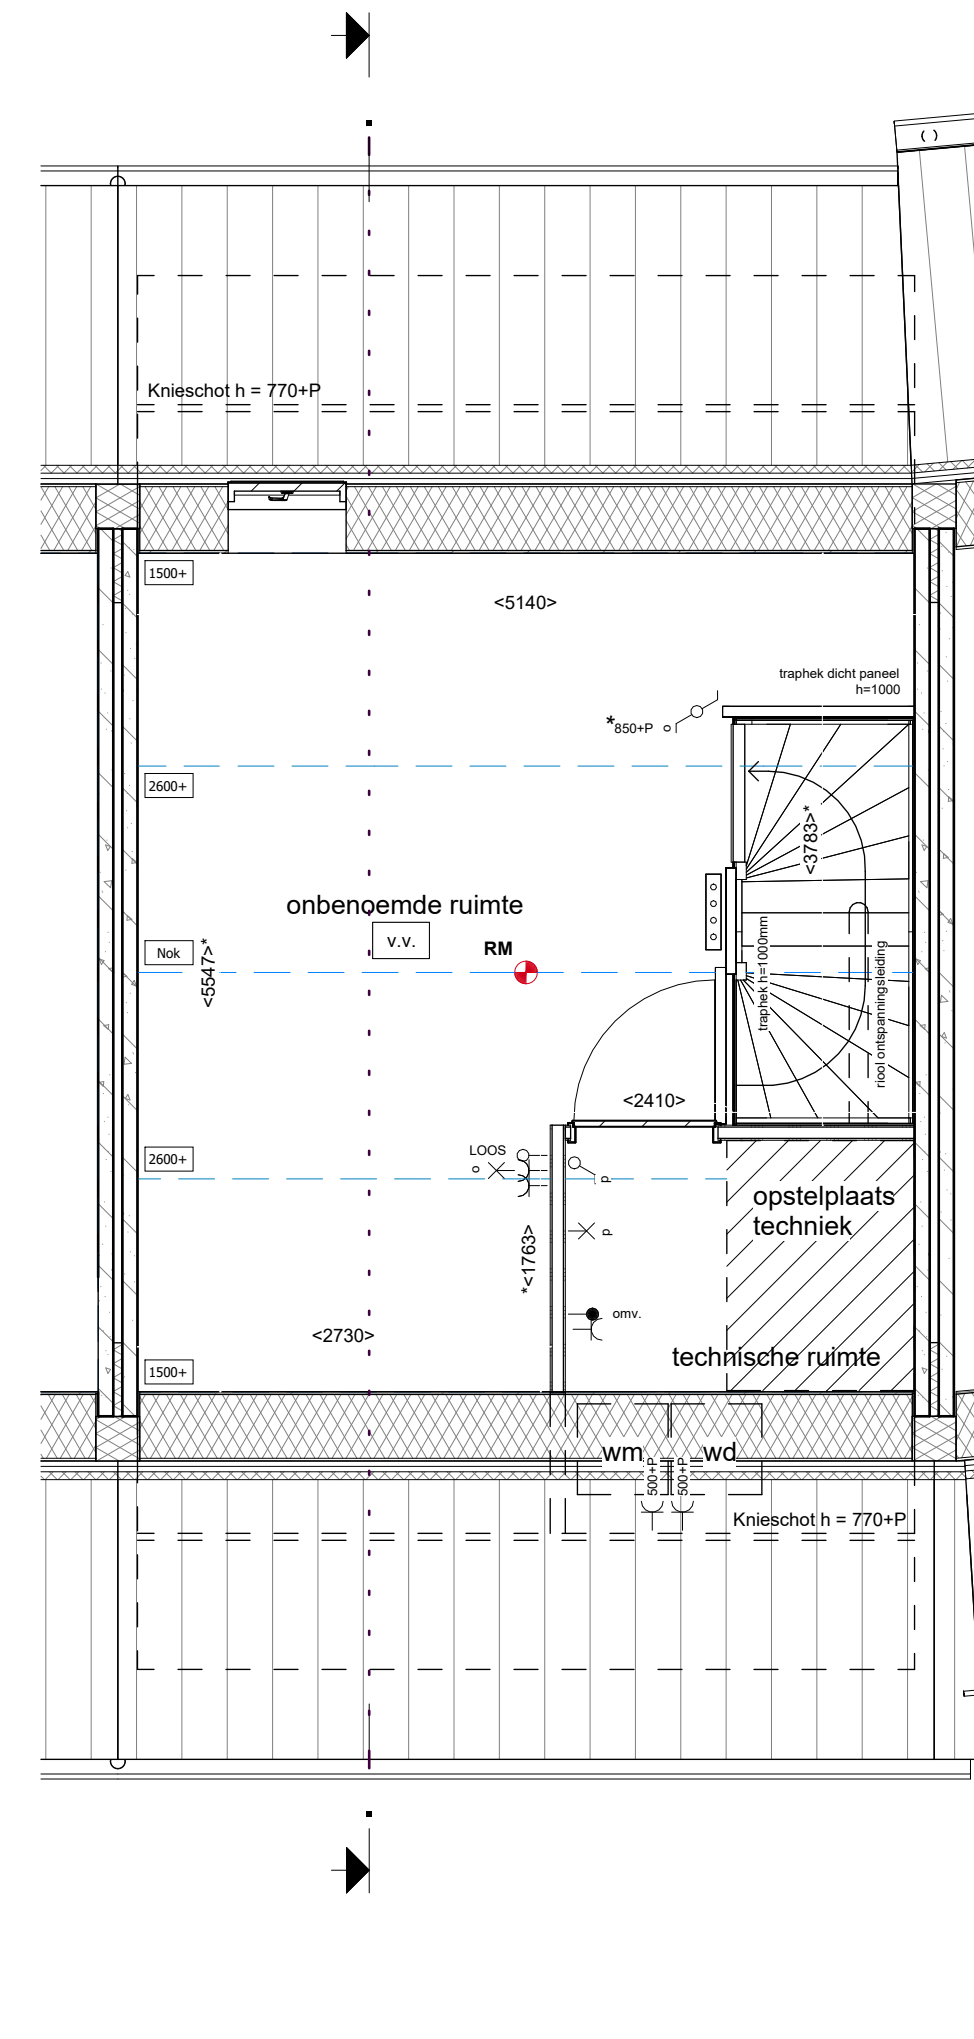 ( )
Knieschot h = 770+P
1500+
<5140>
traphek dicht paneel
h=1000
*850+P
2600+
<3783>*
onbenoemde ruimte
v.v.
RM
Nok
<5547>*
traphek h=1000mm
riool ontspanningsleiding
<2410>
LOOS
2600+
p
opstelplaats
techniek
p
*<1763>
omv.
<2730>
technische ruimte
1500+
wm
wd
500+P
500+P
Knieschot h = 770+P